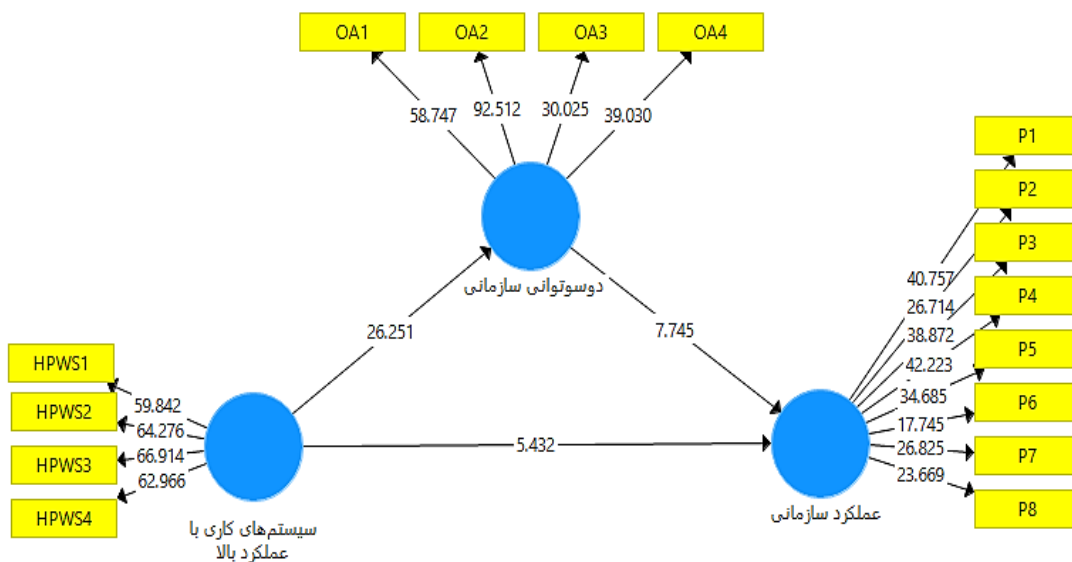 OA1
OA2
OA3
OA4
58.747
92.512
30.025
39.030
دوسوتوانی سازمانی
26.251
7.745
5.432
HPWS1
HPWS2
HPWS3
HPWS4
59.842
64.276
66.914
62.966
سیستم‌های کاری با
عملکرد بالا
عملکرد سازمانی
P1
P2
P3
P4
P5
P6
P7
P8
40.757
26.714
38.872
42.223
34.685
17.745
26.825
23.669